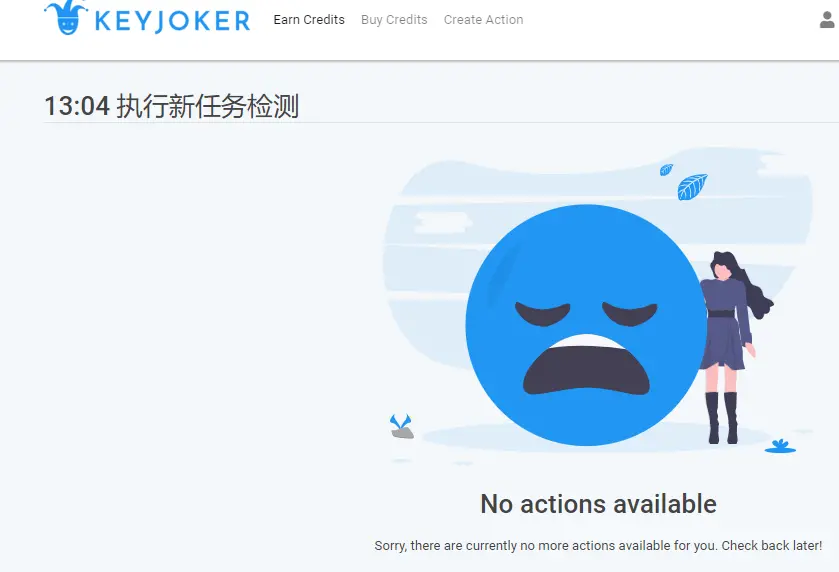 KEYJOKER Earn Credits Buy Credits Create Action
13:04 执行新任务检测
No actions available
Sorry, there are currently no more actions available for you. Check back later!